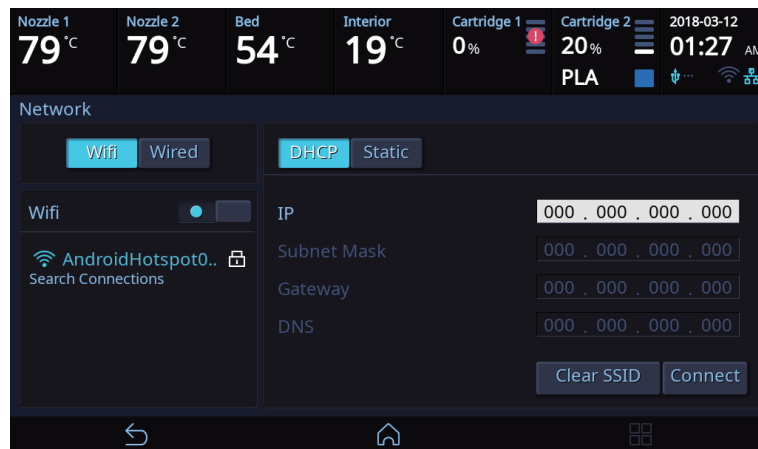 Nozzle 1 Nozzle 2 Bed Interior Cartridge 1 Cartridge 2 2018-03-12
79°C 79°C 54°C 19°C 0% ! 20% 01:27 AM
PLA
Network
Wifi Wired DHCP Static
Wifi IP 000 . 000 . 000 . 000
AndroidHotspot0.. Subnet Mask 000 . 000 . 000 . 000
Search Connections
Gateway 000 . 000 . 000 . 000
DNS 000 . 000 . 000 . 000
Clear SSID Connect